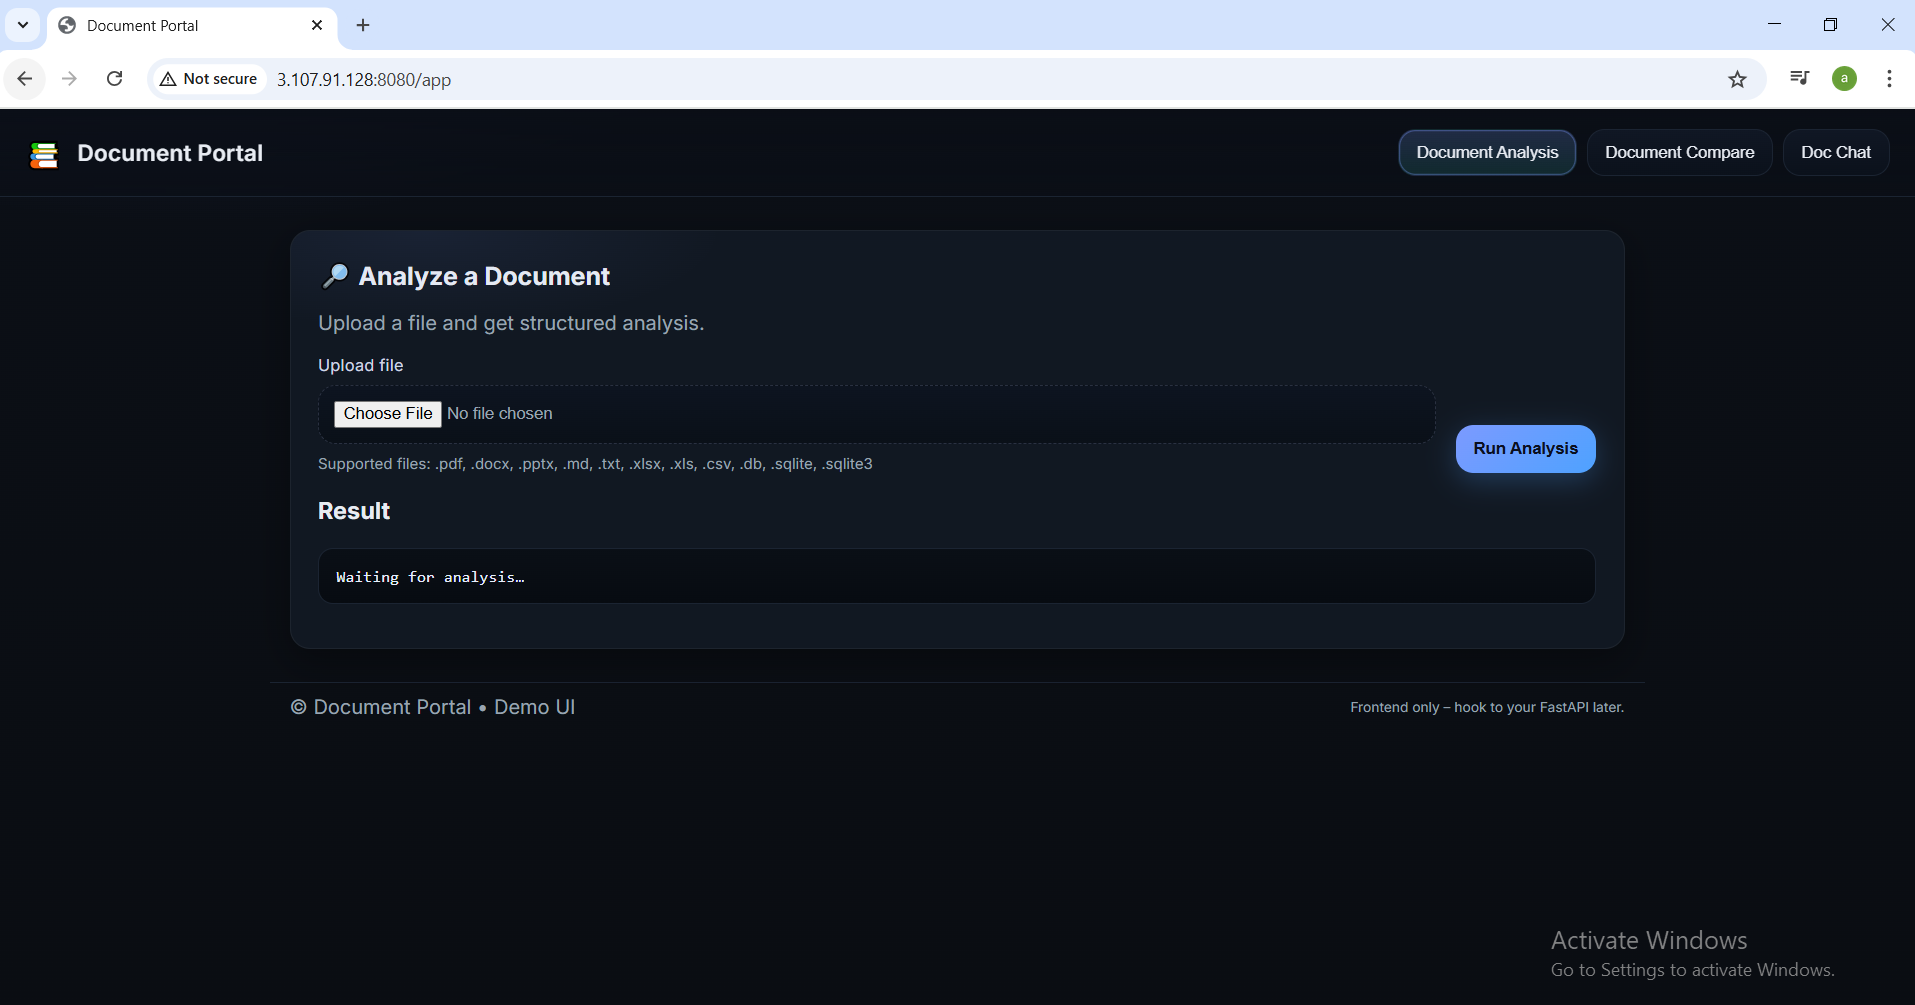 Document Portal
Not secure
3.107.91.128:8080/app
a
Document Portal
Document Analysis
Document Compare
Doc Chat
Analyze a Document
Upload a file and get structured analysis.
Upload file
Choose File No file chosen
Run Analysis
Supported files: .pdf, .docx, .pptx, .md, .txt, .xlsx, .xls, .csv, .db, .sqlite, .sqlite3
Result
Waiting for analysis…
© Document Portal • Demo UI
Frontend only – hook to your FastAPI later.
Activate Windows
Go to Settings to activate Windows.